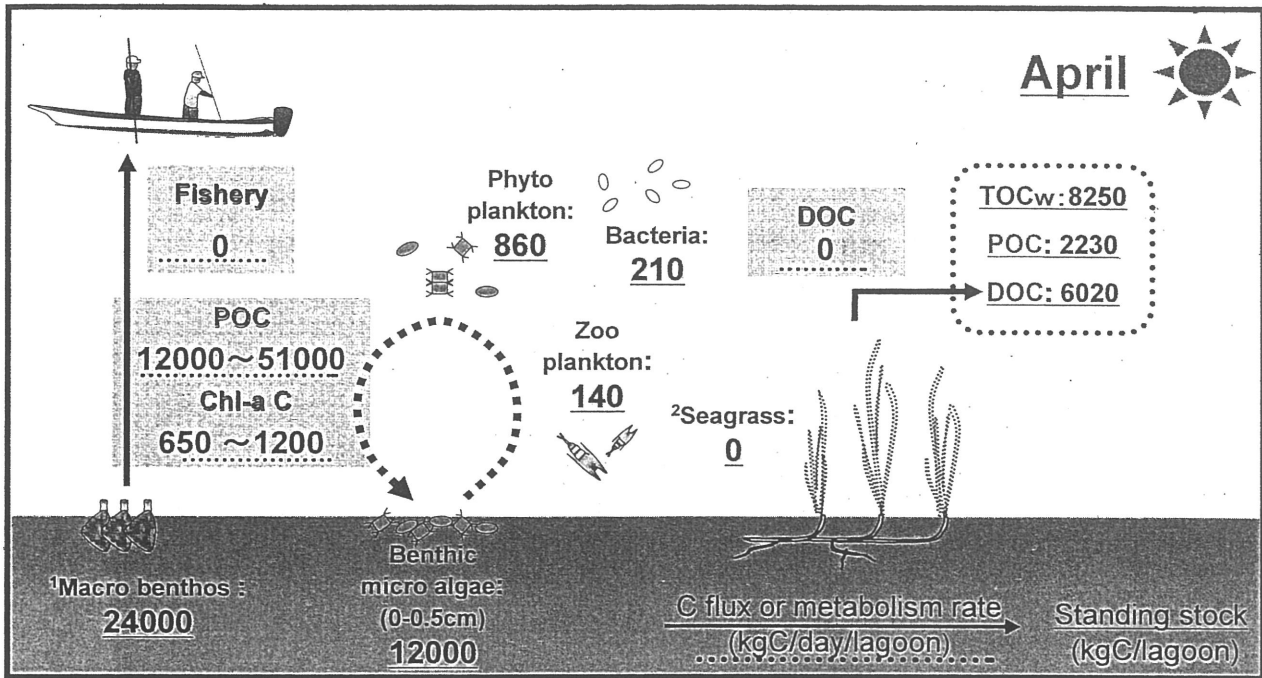 April
Fishery
0
POC
12000～51000
Chl-a C
650 ～1200
Phyto
plankton:
860
Bacteria:
210
Zoo
plankton:
140
DOC
0
TOCw:8250
POC: 2230
DOC: 6020
²Seagrass:
0
¹Macro benthos :
24000
Benthic
micro algae:
(0-0.5cm)
12000
C flux or metabolism rate
(kgC/day/lagoon)
Standing stock
(kgC/lagoon)